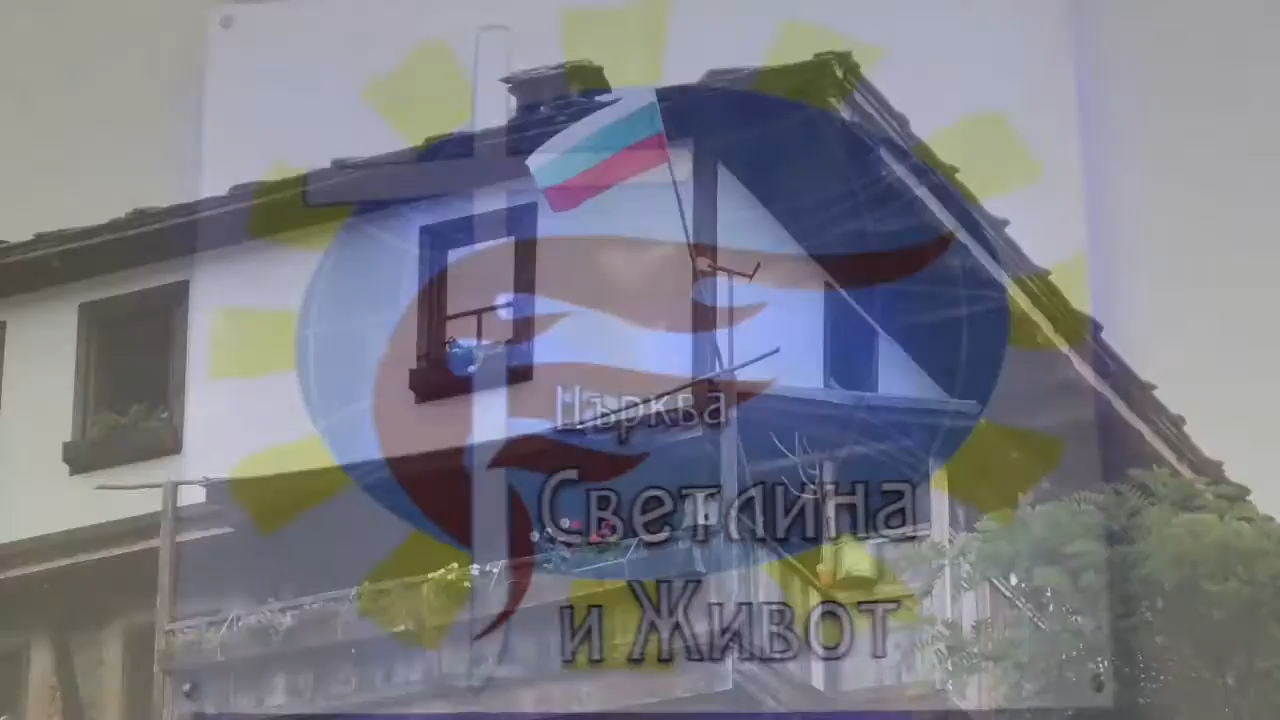 Църква
Светлина
и Живот